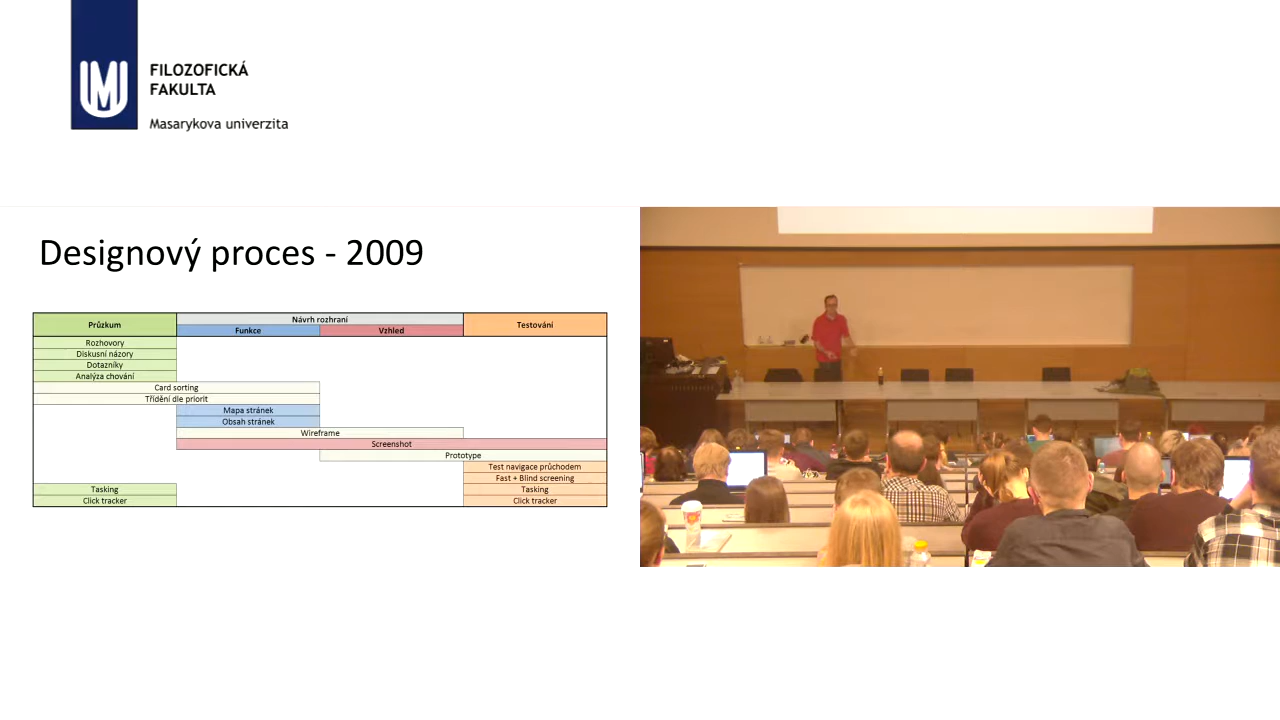 FILOZOFICKÁ
FAKULTA
Masarykova univerzita
Designový proces - 2009
Průzkum
Návrh rozhraní
Testování
Funkce
Vzhled
Rozhovory
Diskusní názory
Dotazníky
Analýza chování
Card sorting
Třídění dle priorit
Mapa stránek
Obsah stránek
Wireframe
Screenshot
Prototype
Test navigace průchodem
Fast + Blind screening
Tasking
Tasking
Click tracker
Click tracker